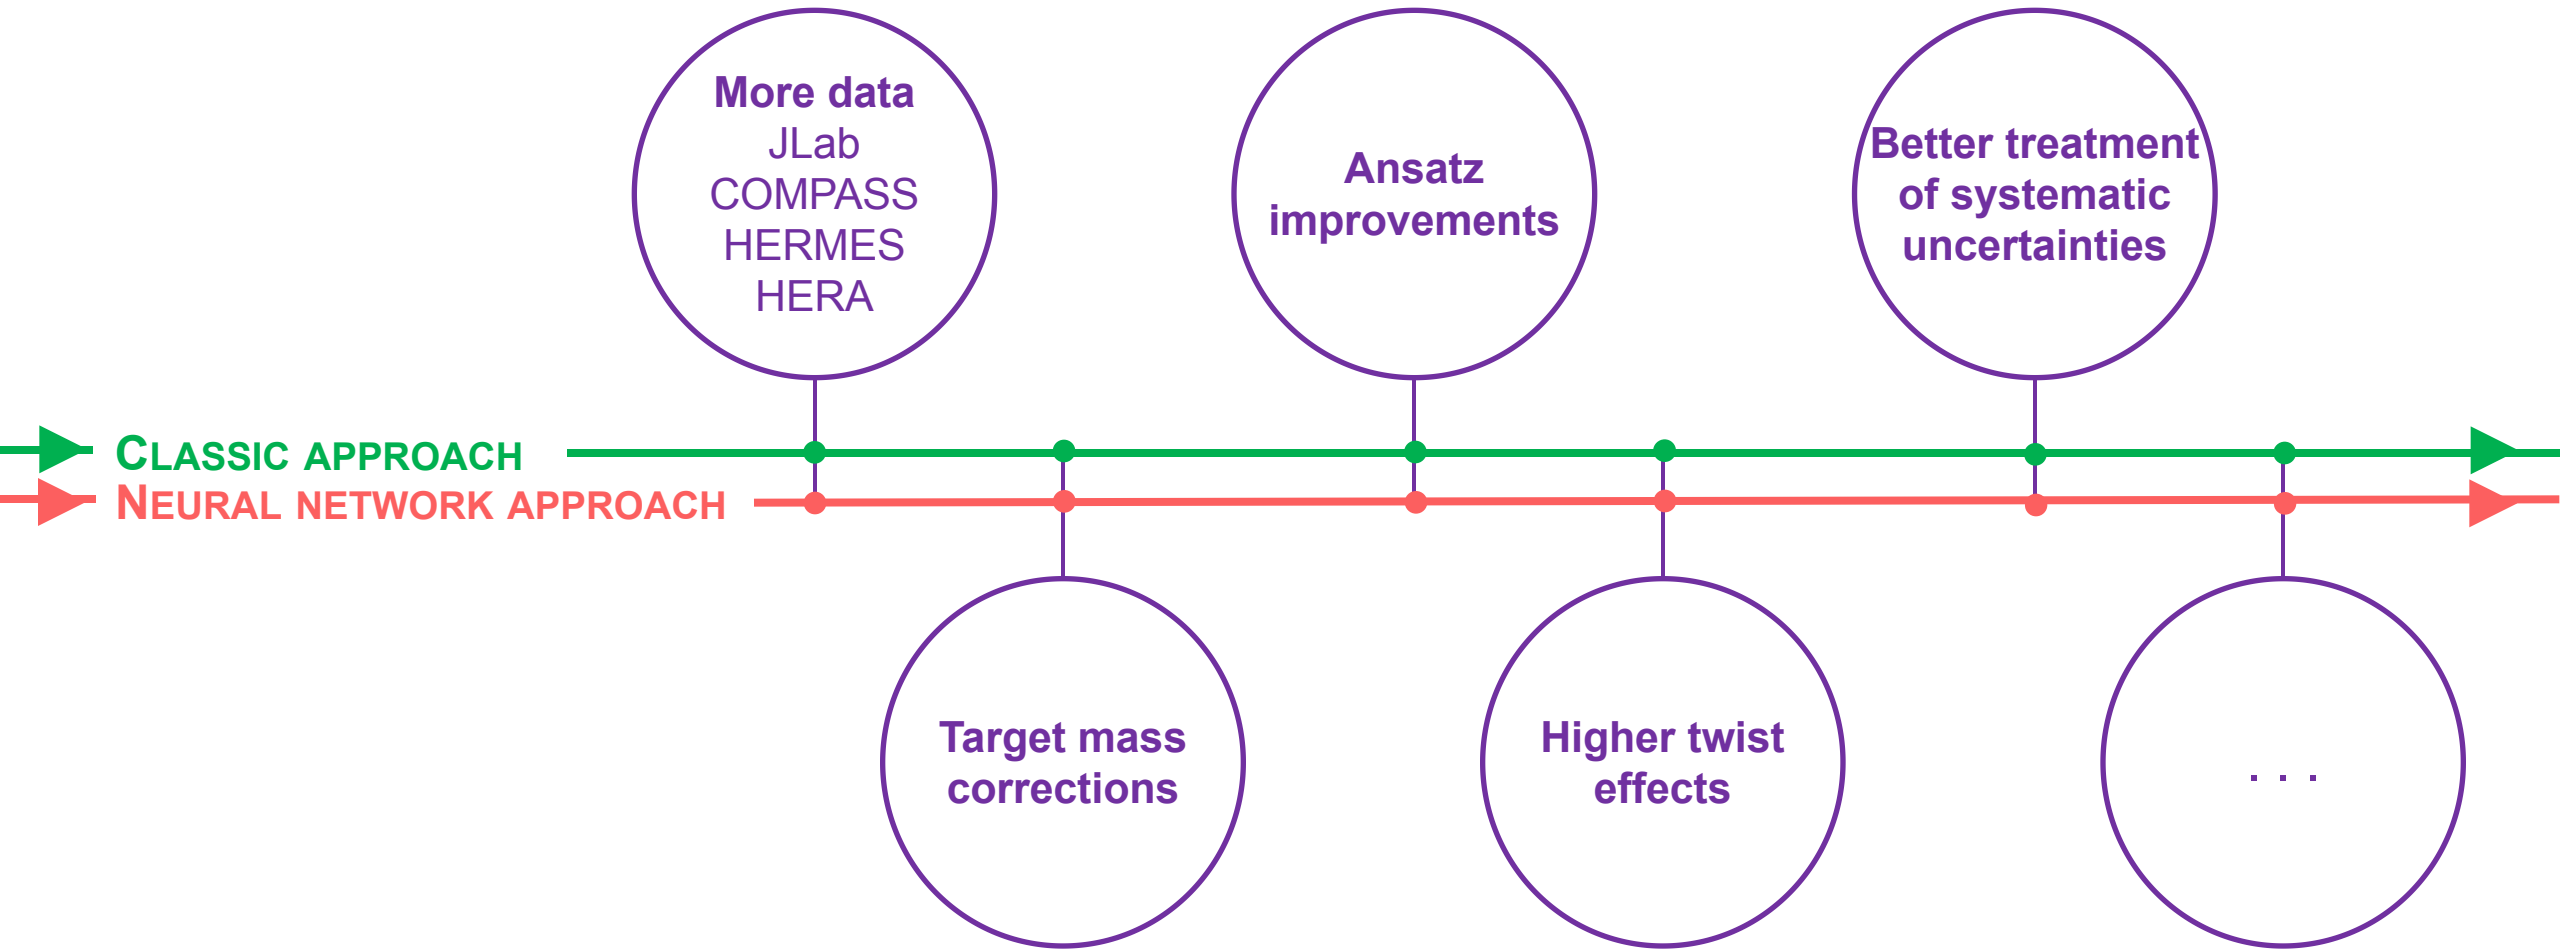 More data
JLab
COMPASS
HERMES
HERA
Ansatz
improvements
Better treatment
of systematic
uncertainties
CLASSIC APPROACH
NEURAL NETWORK APPROACH
Target mass
corrections
Higher twist
effects
. . .